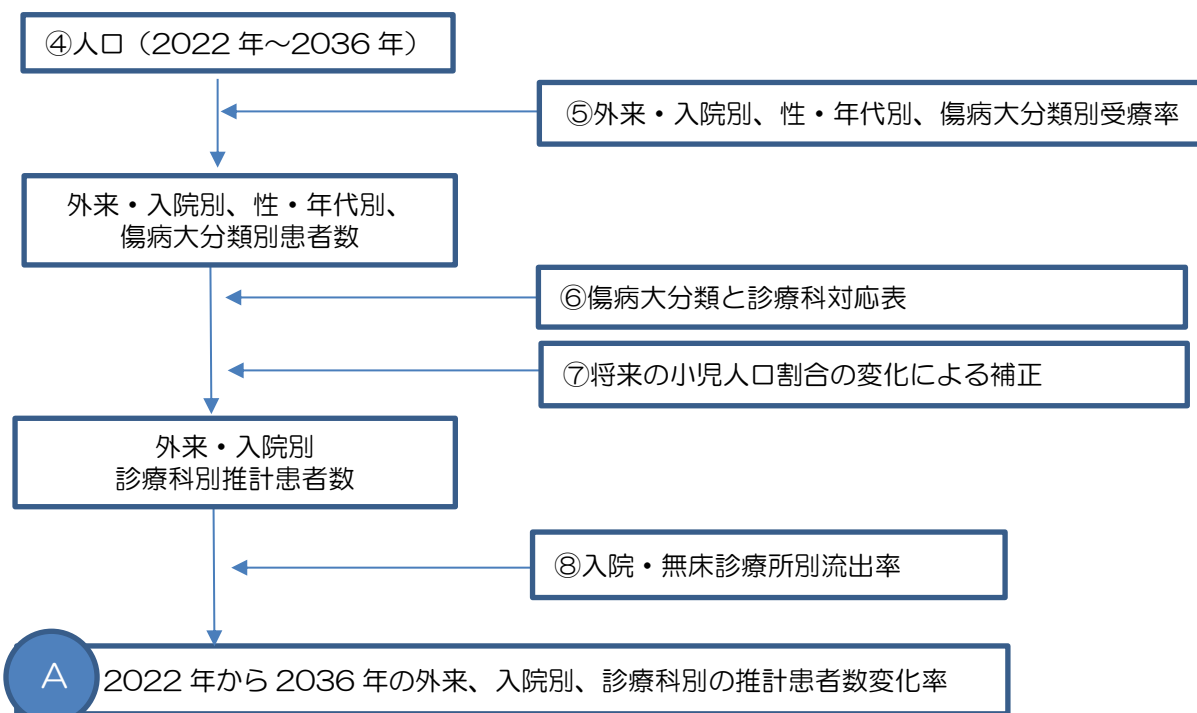 ④人口（2022 年～2036 年）
⑤外来・入院別、性・年代別、傷病大分類別受療率
外来・入院別、性・年代別、
傷病大分類別患者数
⑥傷病大分類と診療科対応表
⑦将来の小児人口割合の変化による補正
外来・入院別
診療科別推計患者数
⑧入院・無床診療所別流出率
A
2022 年から 2036 年の外来、入院別、診療科別の推計患者数変化率